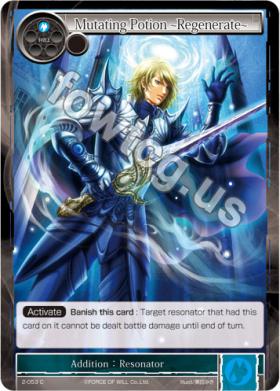 Mutating Potion ~Regenerate~
WILL
fowtcg.us
Activate Banish this card : Target resonator that had this
card on it cannot be dealt battle damage until end of turn.
Addition : Resonator
2-053 C
©FORCE OF WILL Co.,Ltd.